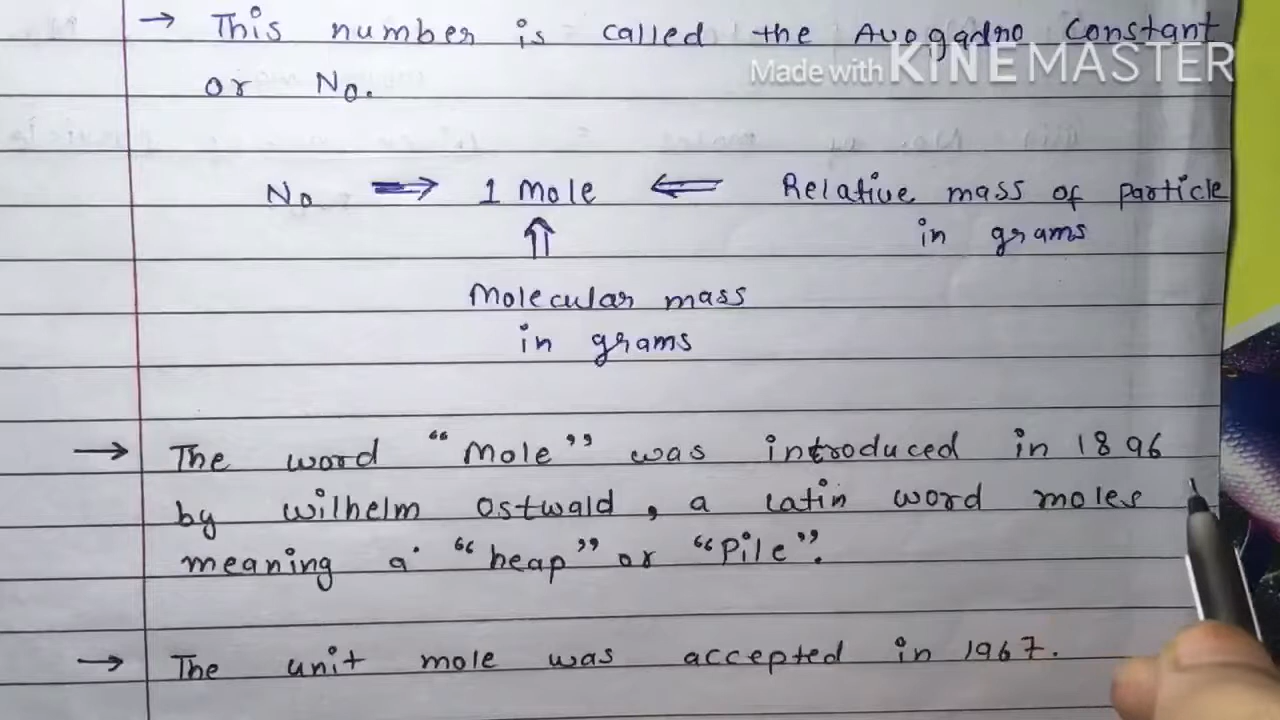 → This number is called the Avogadro Constant
Made with KINEMASTER
or No.
No ⇒ 1 Mole ⇐ Relative mass of particle
in grams
⇑
Molecular mass
in grams
→ The word “Mole” was introduced in 1896
by wilhelm Ostwald, a Latin word moles
meaning a “heap” or “Pile”.
→ The unit mole was accepted in 1967.